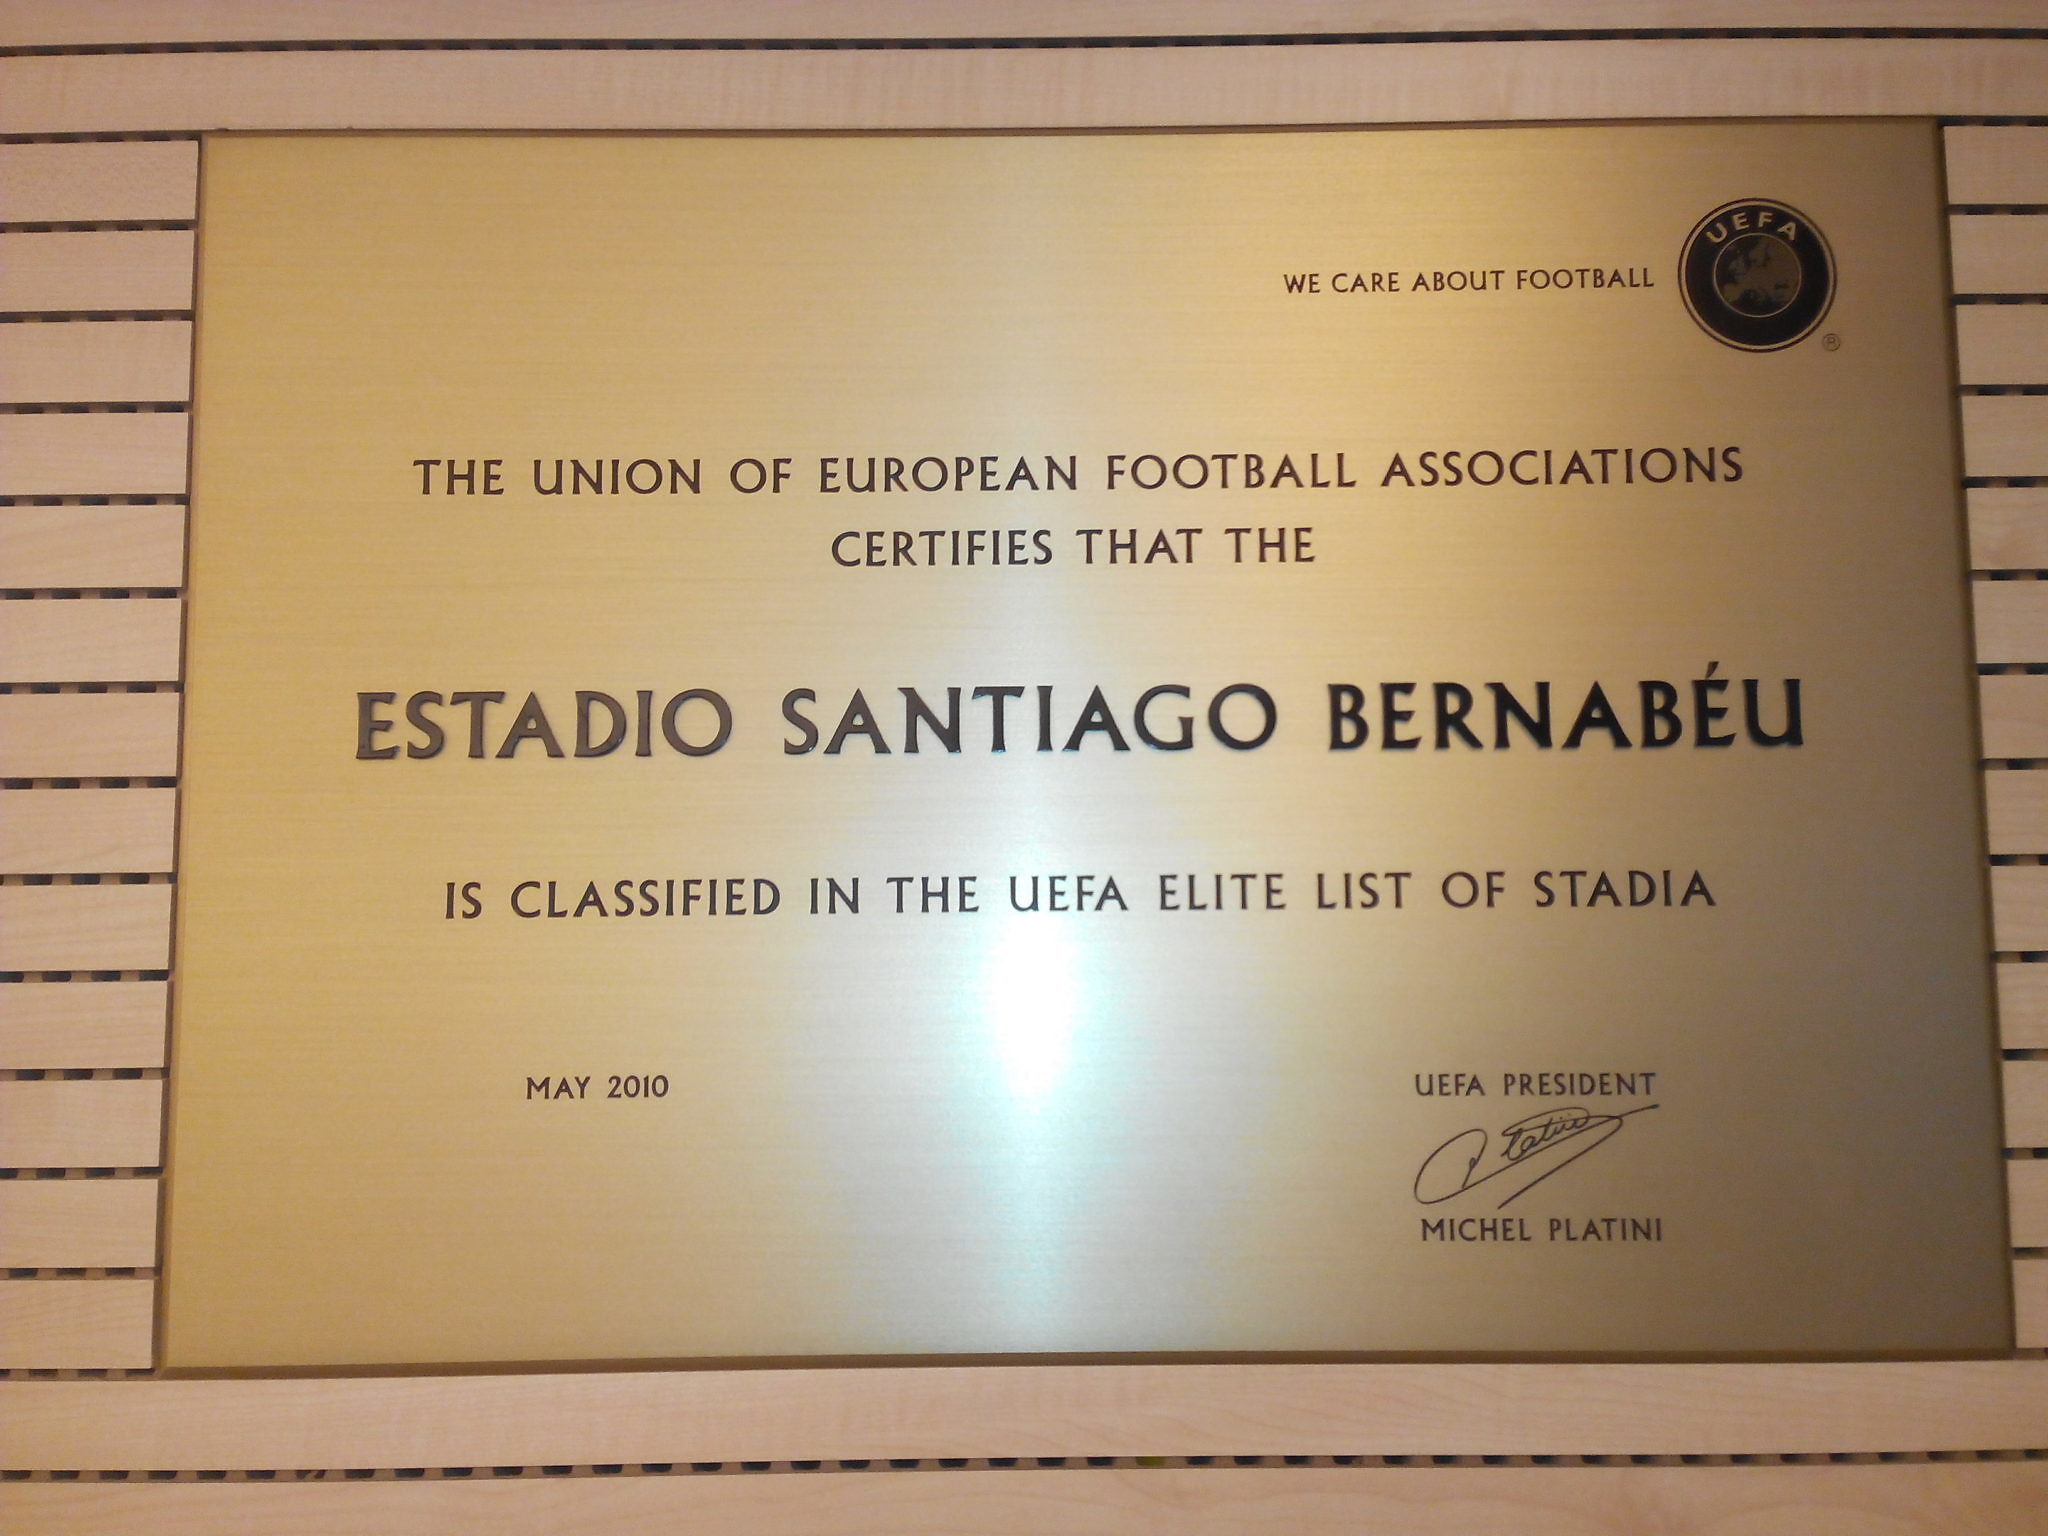 UEFA
WE CARE ABOUT FOOTBALL
®
THE UNION OF EUROPEAN FOOTBALL ASSOCIATIONS
CERTIFIES THAT THE
ESTADIO SANTIAGO BERNABÉU
IS CLASSIFIED IN THE UEFA ELITE LIST OF STADIA
MAY 2010
UEFA PRESIDENT
Platini
MICHEL PLATINI